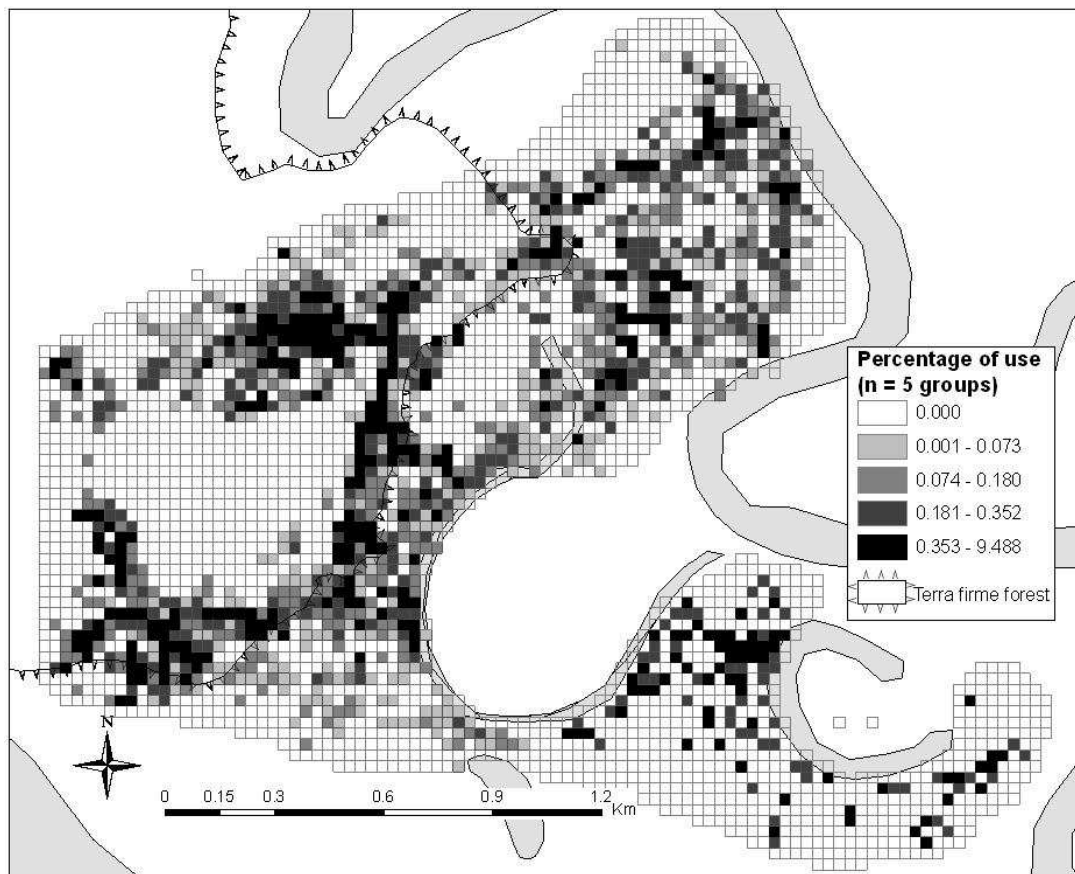 Percentage of use
(n = 5 groups)
0.000
0.001 - 0.073
0.074 - 0.180
0.181 - 0.352
0.353 - 9.488
Terra firme forest
N
0 0.15 0.3 0.6 0.9 1.2
Km